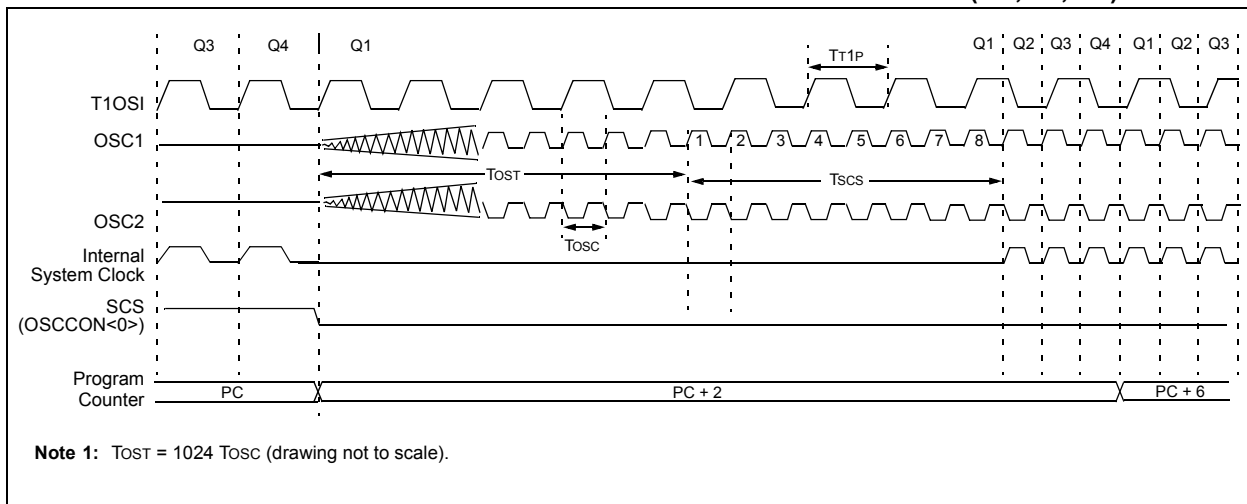 Q3 Q4 Q1 Q1 Q2 Q3 Q4 Q1 Q2 Q3
TT1P
T1OSI
OSC1
1 2 3 4 5 6 7 8
TOST
TSCS
OSC2
TOSC
Internal
System Clock
SCS
(OSCCON<0>)
Program
Counter
PC
PC + 2
PC + 6
Note 1: TOST = 1024 TOSC (drawing not to scale).